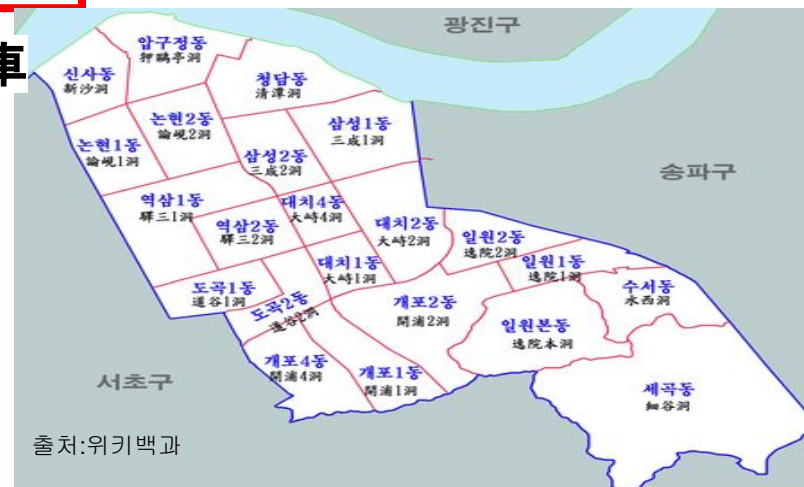 車
광진구
송파구
서초구
압구정동
狎鷗亭洞
신사동
新沙洞
청담동
清潭洞
논현2동
論峴2洞
논현1동
論峴1洞
삼성1동
三成1洞
삼성2동
三成2洞
역삼1동
驛三1洞
역삼2동
驛三2洞
대치4동
大峙4洞
대치2동
大峙2洞
대치1동
大峙1洞
일원2동
逸院2洞
일원1동
逸院1洞
수서동
水西洞
도곡1동
道谷1洞
도곡2동
道谷2洞
개포2동
開浦2洞
일원본동
逸院本洞
개포4동
開浦4洞
개포1동
開浦1洞
세곡동
細谷洞
출처:위키백과